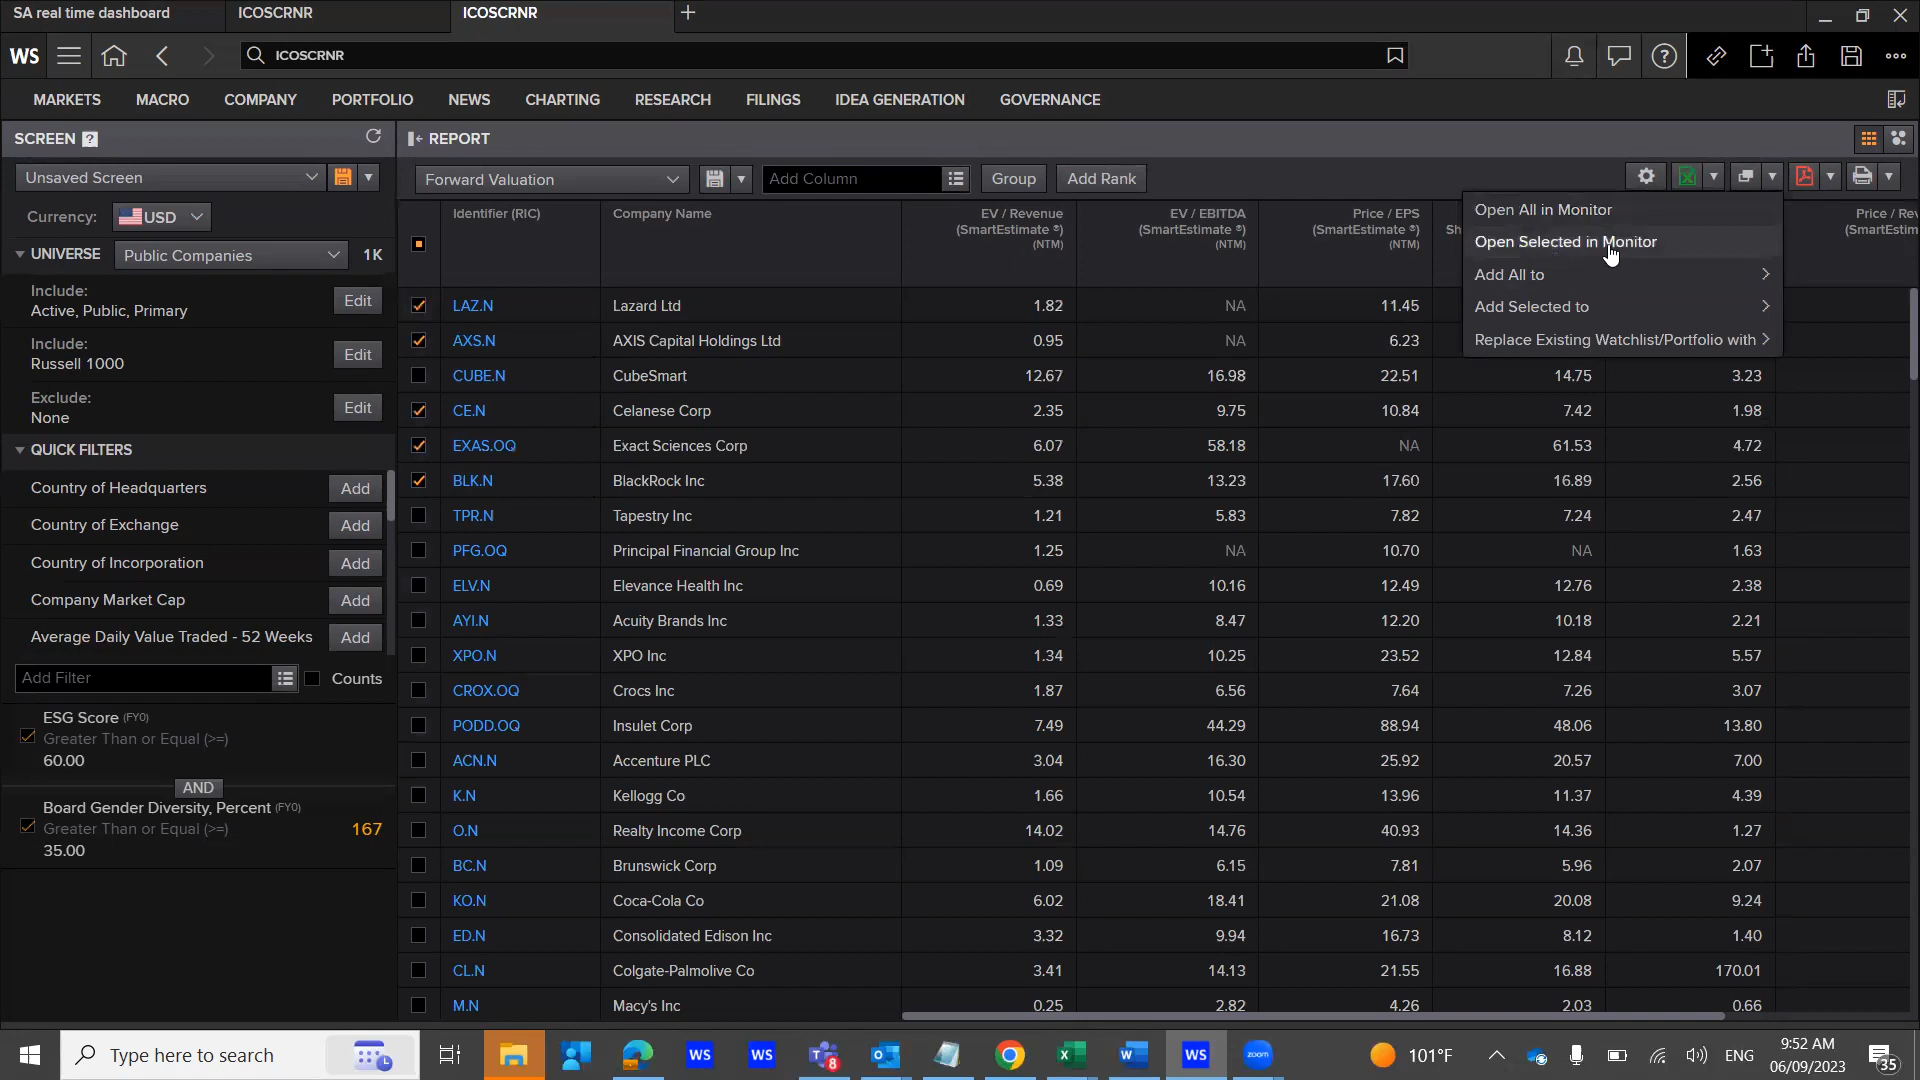 SA real time dashboard
ICOSCRNR
ICOSCRNR
WS
ICOSCRNR
MARKETS MACRO COMPANY PORTFOLIO NEWS CHARTING RESEARCH FILINGS IDEA GENERATION GOVERNANCE
SCREEN ?
Unsaved Screen
Currency: USD
UNIVERSE Public Companies 1K
Include:
Active, Public, Primary
Edit
Include:
Russell 1000
Edit
Exclude:
None
Edit
QUICK FILTERS
Country of Headquarters Add
Country of Exchange Add
Country of Incorporation Add
Company Market Cap Add
Average Daily Value Traded - 52 Weeks Add
Add Filter Counts
ESG Score (FY0)
Greater Than or Equal (>=)
60.00
AND
Board Gender Diversity, Percent (FY0)
Greater Than or Equal (>=) 167
35.00
REPORT
Forward Valuation Add Column Group Add Rank
Open All in Monitor
Open Selected in Monitor
Add All to
Add Selected to
Replace Existing Watchlist/Portfolio with
Identifier (RIC) Company Name EV / Revenue EV / EBITDA Price / EPS Price / Rev
(SmartEstimate ®) (SmartEstimate ®) (SmartEstimate ®) Sh (SmartEstim
(NTM) (NTM) (NTM)
LAZ.N Lazard Ltd 1.82 NA 11.45
AXS.N AXIS Capital Holdings Ltd 0.95 NA 6.23
CUBE.N CubeSmart 12.67 16.98 22.51 14.75 3.23
CE.N Celanese Corp 2.35 9.75 10.84 7.42 1.98
EXAS.OQ Exact Sciences Corp 6.07 58.18 NA 61.53 4.72
BLK.N BlackRock Inc 5.38 13.23 17.60 16.89 2.56
TPR.N Tapestry Inc 1.21 5.83 7.82 7.24 2.47
PFG.OQ Principal Financial Group Inc 1.25 NA 10.70 NA 1.63
ELV.N Elevance Health Inc 0.69 10.16 12.49 12.76 2.38
AYI.N Acuity Brands Inc 1.33 8.47 12.20 10.18 2.21
XPO.N XPO Inc 1.34 10.25 23.52 12.84 5.57
CROX.OQ Crocs Inc 1.87 6.56 7.64 7.26 3.07
PODD.OQ Insulet Corp 7.49 44.29 88.94 48.06 13.80
ACN.N Accenture PLC 3.04 16.30 25.92 20.57 7.00
K.N Kellogg Co 1.66 10.54 13.96 11.37 4.39
O.N Realty Income Corp 14.02 14.76 40.93 14.36 1.27
BC.N Brunswick Corp 1.09 6.15 7.81 5.96 2.07
KO.N Coca-Cola Co 6.02 18.41 21.08 20.08 9.24
ED.N Consolidated Edison Inc 3.32 9.94 16.73 8.12 1.40
CL.N Colgate-Palmolive Co 3.41 14.13 21.55 16.88 170.01
M.N Macy's Inc 0.25 2.82 4.26 2.03 0.66
Type here to search
WS
WS
8
WS
zoom
101°F
ENG
9:52 AM
06/09/2023
35